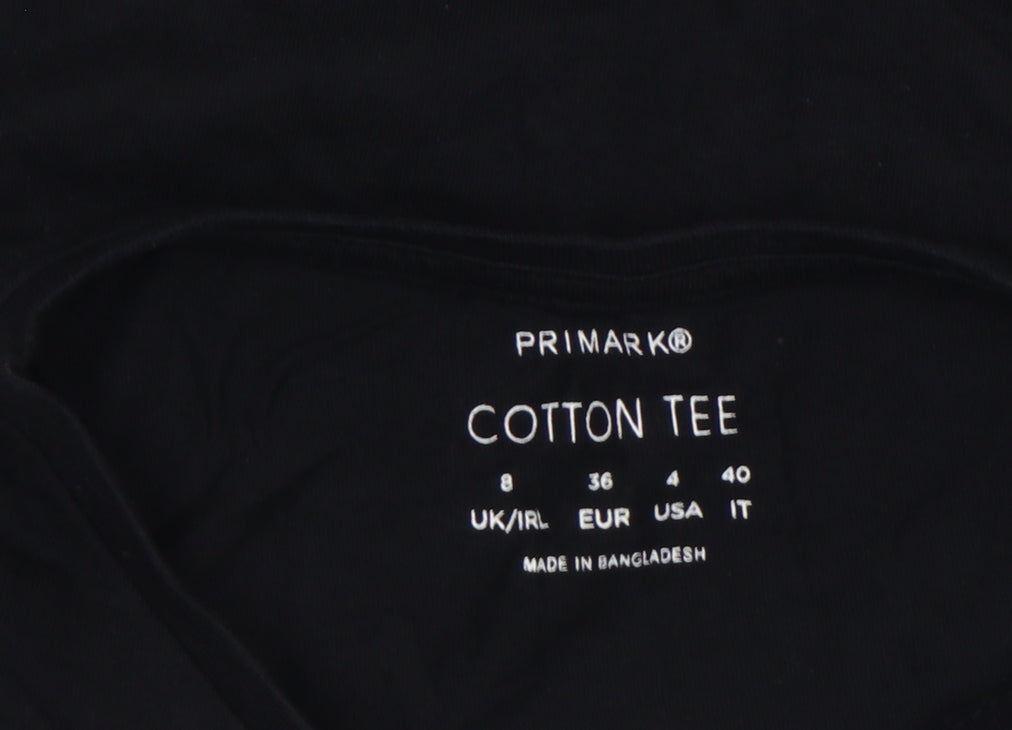 PRIMARK®
COTTON TEE
8 36 4 40
UK/IRL EUR USA IT
MADE IN BANGLADESH